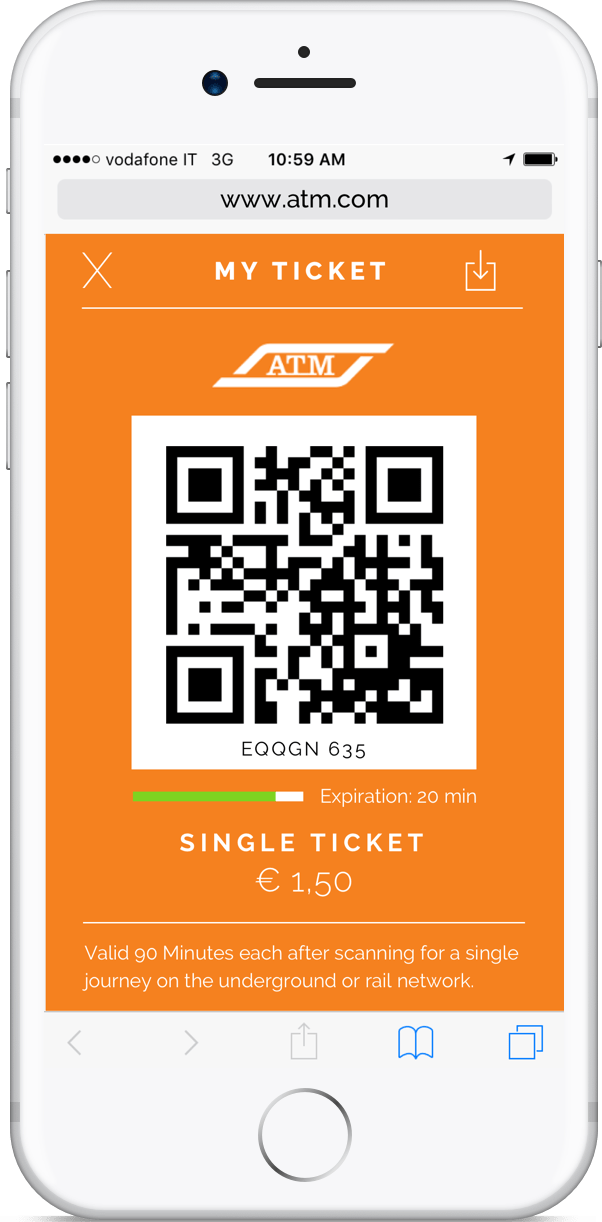 vodafone IT 3G 10:59 AM
www.atm.com
MY TICKET
ATM
EQQGN 635
Expiration: 20 min
SINGLE TICKET
€ 1,50
Valid 90 Minutes each after scanning for a single
journey on the underground or rail network.